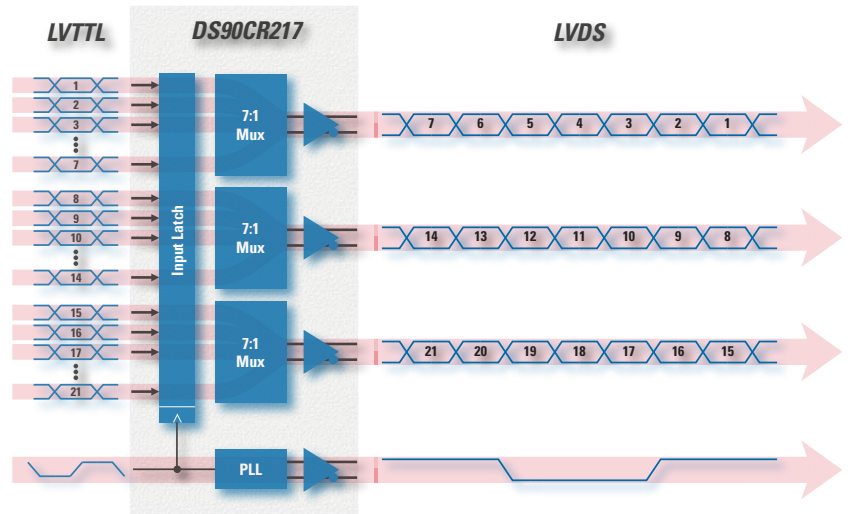 LVTTL DS90CR217 LVDS
1
2
3
7
7:1
Mux
7 6 5 4 3 2 1
8
9
10
14
Input Latch
7:1
Mux
14 13 12 11 10 9 8
15
16
17
21
7:1
Mux
21 20 19 18 17 16 15
PLL